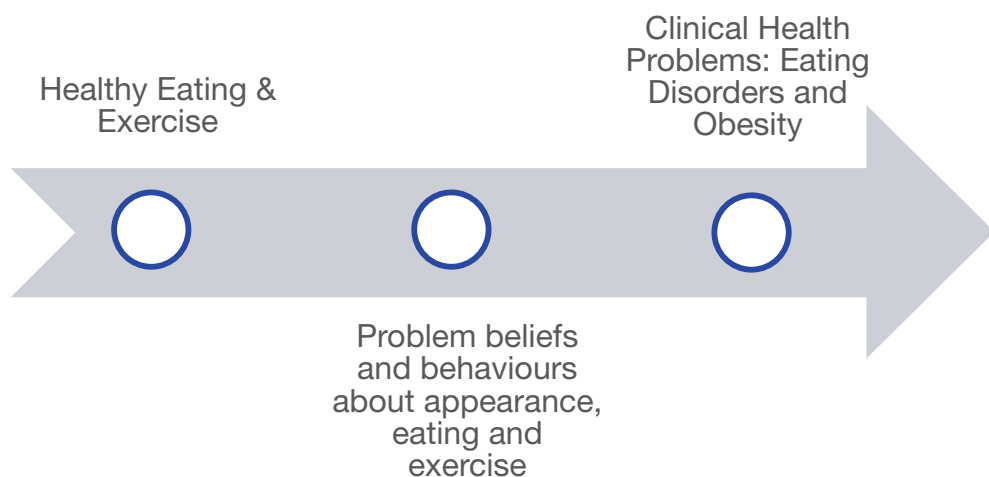 Healthy Eating &
Exercise
Problem beliefs
and behaviours
about appearance,
eating and
exercise
Clinical Health
Problems: Eating
Disorders and
Obesity